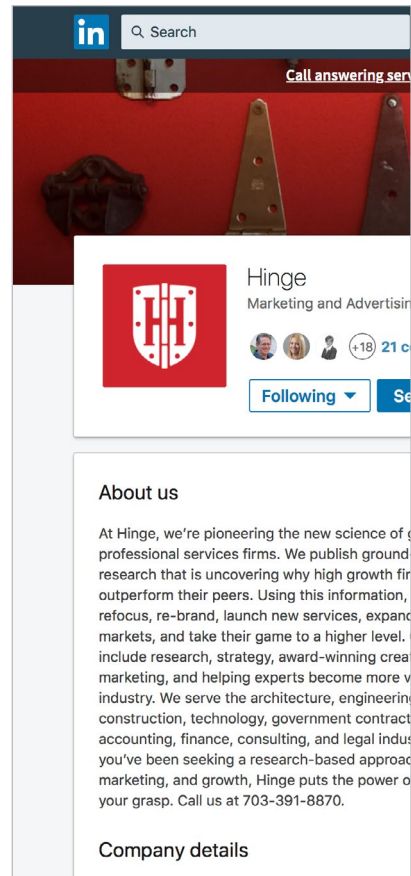 in Search
Call answering serv
Hinge
Marketing and Advertisin
+18 21 c
Following
Se
About us
At Hinge, we’re pioneering the new science of g
professional services firms. We publish ground-
research that is uncovering why high growth fir
outperform their peers. Using this information,
refocus, re-brand, launch new services, expand
markets, and take their game to a higher level.
include research, strategy, award-winning crea
marketing, and helping experts become more v
industry. We serve the architecture, engineering
construction, technology, government contract
accounting, finance, consulting, and legal indus
you’ve been seeking a research-based approac
marketing, and growth, Hinge puts the power o
your grasp. Call us at 703-391-8870.
Company details